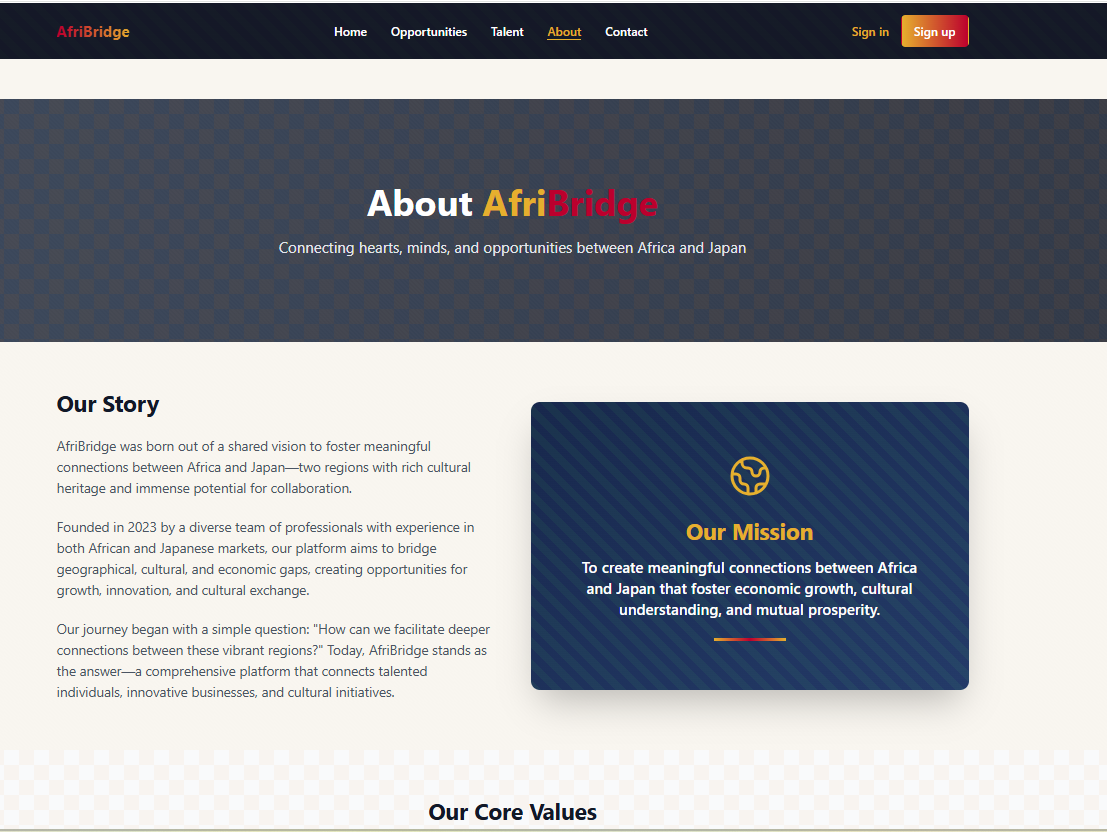 AfriBridge
Home Opportunities Talent About Contact
Sign in Sign up
About AfriBridge
Connecting hearts, minds, and opportunities between Africa and Japan
Our Story
AfriBridge was born out of a shared vision to foster meaningful
connections between Africa and Japan—two regions with rich cultural
heritage and immense potential for collaboration.
Founded in 2023 by a diverse team of professionals with experience in
both African and Japanese markets, our platform aims to bridge
geographical, cultural, and economic gaps, creating opportunities for
growth, innovation, and cultural exchange.
Our journey began with a simple question: "How can we facilitate deeper
connections between these vibrant regions?" Today, AfriBridge stands as
the answer—a comprehensive platform that connects talented
individuals, innovative businesses, and cultural initiatives.
Our Mission
To create meaningful connections between Africa
and Japan that foster economic growth, cultural
understanding, and mutual prosperity.
Our Core Values